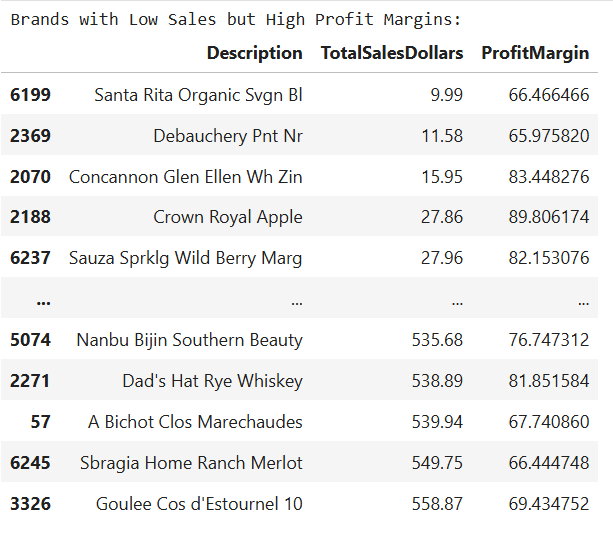 Brands with Low Sales but High Profit Margins:
Description TotalSalesDollars ProfitMargin
6199 Santa Rita Organic Svgn Bl 9.99 66.466466
2369 Debauchery Pnt Nr 11.58 65.975820
2070 Concannon Glen Ellen Wh Zin 15.95 83.448276
2188 Crown Royal Apple 27.86 89.806174
6237 Sauza Sprklg Wild Berry Marg 27.96 82.153076
... ... ... ...
5074 Nanbu Bijin Southern Beauty 535.68 76.747312
2271 Dad's Hat Rye Whiskey 538.89 81.851584
57 A Bichot Clos Marechaudes 539.94 67.740860
6245 Sbragia Home Ranch Merlot 549.75 66.444748
3326 Goulee Cos d'Estournel 10 558.87 69.434752